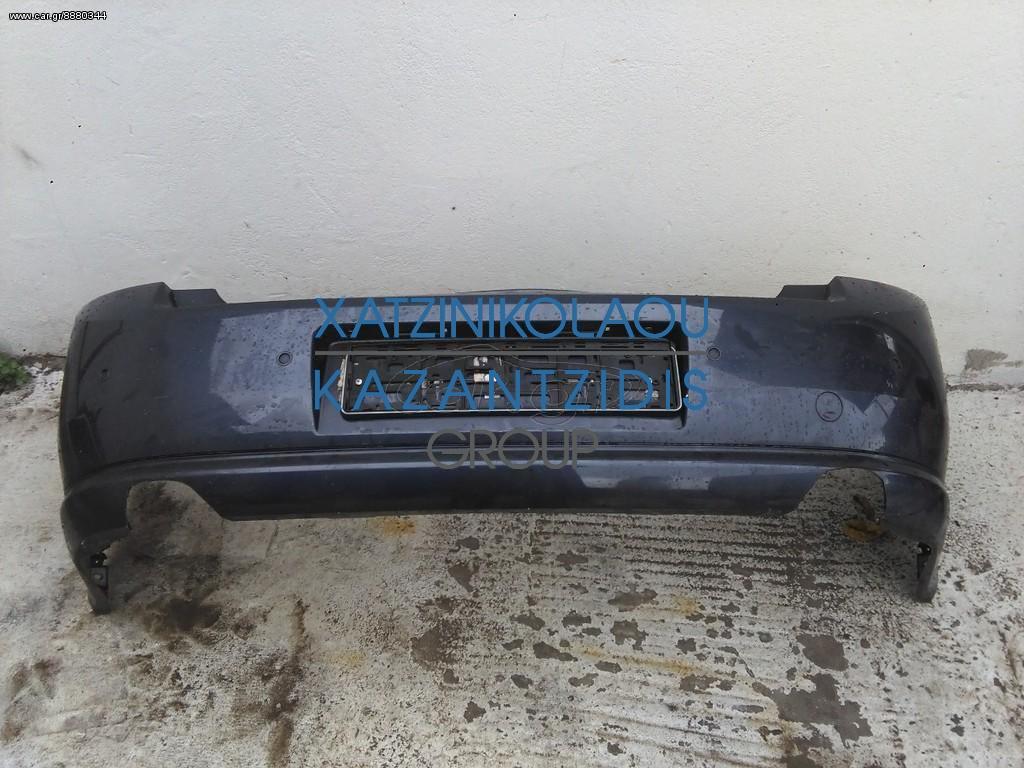 www.car.gr/8880344
XATZINIKOLAOU
KAZANTZIDIS
GROUP